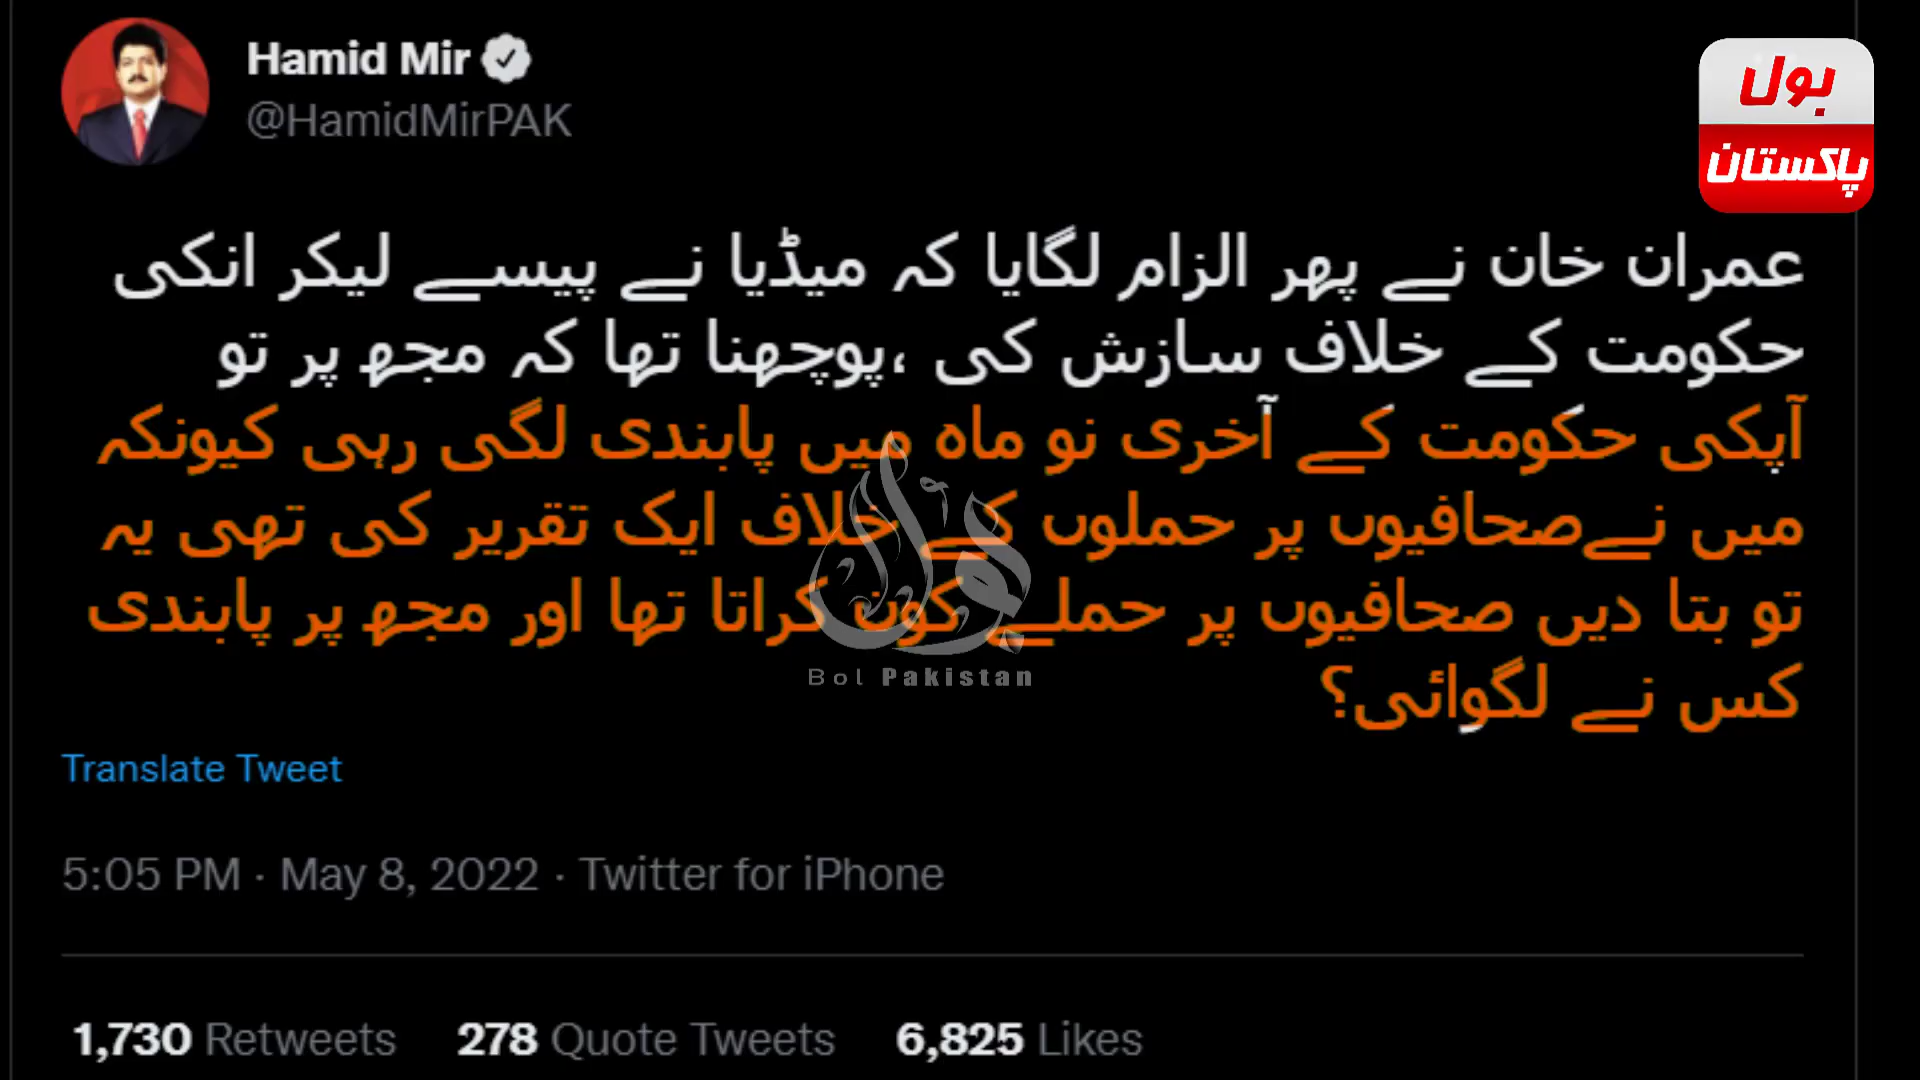 Hamid Mir
@HamidMirPAK
بول
پاکستان
عمران خان نے پھر الزام لگایا کہ میڈیا نے پیسے لیکر انکی
حکومت کے خلاف سازش کی ،پوچھنا تھا کہ مجھ پر تو
آپکی حکومت کے آخری نو ماہ میں پابندی لگی رہی کیونکہ
میں نےصحافیوں پر حملوں کے خلاف ایک تقریر کی تھی یہ
تو بتا دیں صحافیوں پر حملے کون کراتا تھا اور مجھ پر پابندی
کس نے لگوائی؟
بول
Bol Pakistan
Translate Tweet
5:05 PM · May 8, 2022 · Twitter for iPhone
1,730 Retweets 278 Quote Tweets 6,825 Likes